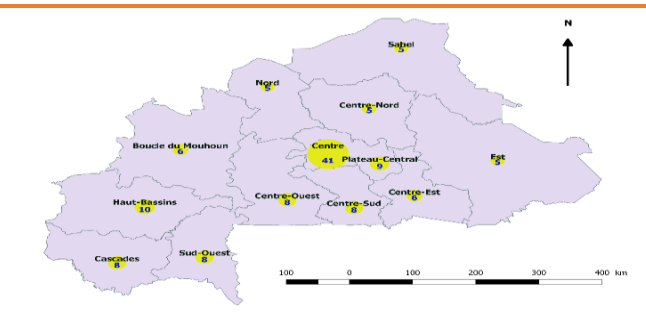 N
Sahel
5
Nord
5
Centre-Nord
5
Boucle du Mouhoun
6
Centre
41
Plateau-Central
9
Est
5
Haut-Bassins
10
Centre-Ouest
8
Centre-Sud
8
Centre-Est
6
Cascades
8
Sud-Ouest
8
100 0 100 200 300 400 km